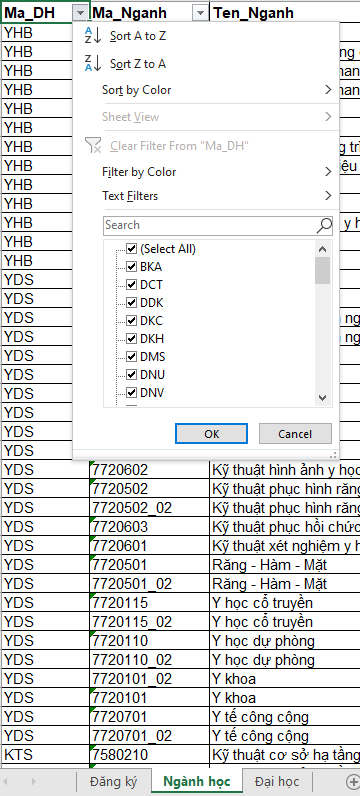 Ma_DH Ma_Nganh Ten_Nganh
YHB
Sort A to Z
YHB
YHB
Sort Z to A
YHB
Sort by Color
YHB
YHB
Sheet View
YHB
Clear Filter From "Ma_DH"
YHB
Filter by Color
YHB
Text Filters
YHB
YHB
Search
YHB
YHB
(Select All)
YHB
BKA
YDS
DCT
YDS
DDK
YDS
DKC
YDS
DKH
YDS
DMS
YDS
DNU
YDS
DNV
YDS
YDS
YDS
OK Cancel
YDS
YDS 7720602 Kỹ thuật hình ảnh y học
YDS 7720502 Kỹ thuật phục hình răng
YDS 7720502_02 Kỹ thuật phục hình răng
YDS 7720603 Kỹ thuật phục hồi chức
YDS 7720601 Kỹ thuật xét nghiệm y h
YDS 7720501 Răng - Hàm - Mặt
YDS 7720501_02 Răng - Hàm - Mặt
YDS 7720115 Y học cổ truyền
YDS 7720115_02 Y học cổ truyền
YDS 7720110 Y học dự phòng
YDS 7720110_02 Y học dự phòng
YDS 7720101_02 Y khoa
YDS 7720101 Y khoa
YDS 7720701 Y tế công cộng
YDS 7720701_02 Y tế công cộng
KTS 7580210 Kỹ thuật cơ sở hạ tầng
Đăng ký Ngành học Đại học